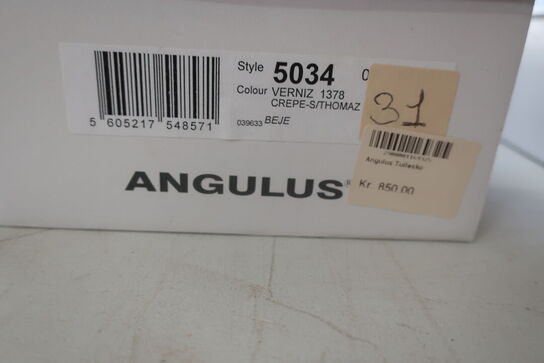 Style 5034 0
Colour VERNIZ 1378
CREPE-S/THOMAZ
5 605217 548571
039633 BEJE
31
Angulus Tullesko
Kr. 850.00
ANGULUS